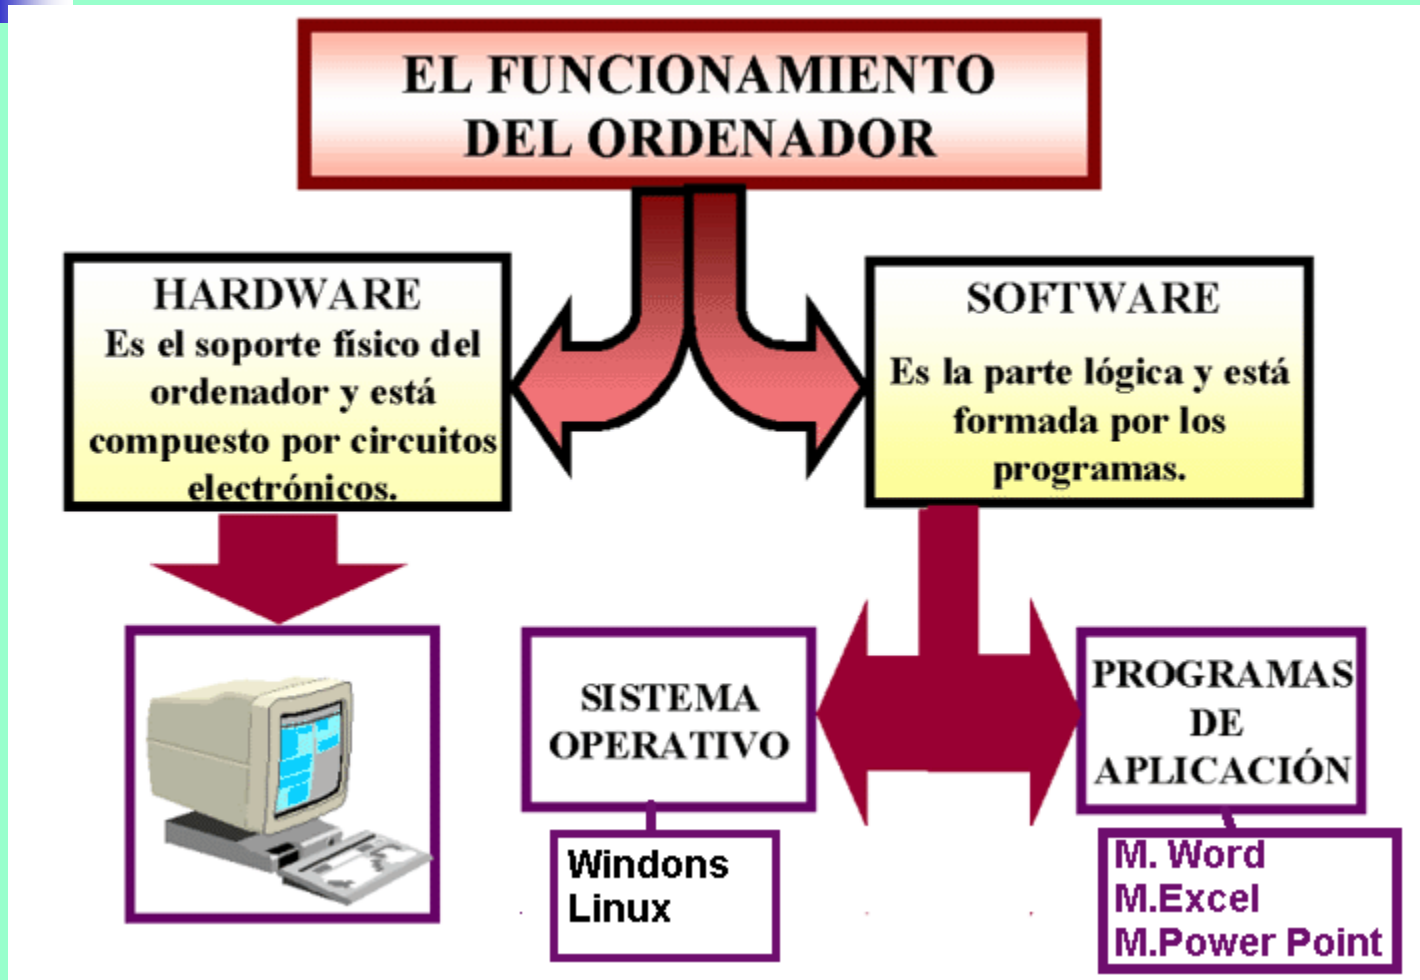 EL FUNCIONAMIENTO
DEL ORDENADOR
HARDWARE
Es el soporte físico del
ordenador y está
compuesto por circuitos
electrónicos.
SOFTWARE
Es la parte lógica y está
formada por los
programas.
SISTEMA
OPERATIVO
Windons
Linux
PROGRAMAS
DE
APLICACIÓN
M. Word
M.Excel
M.Power Point